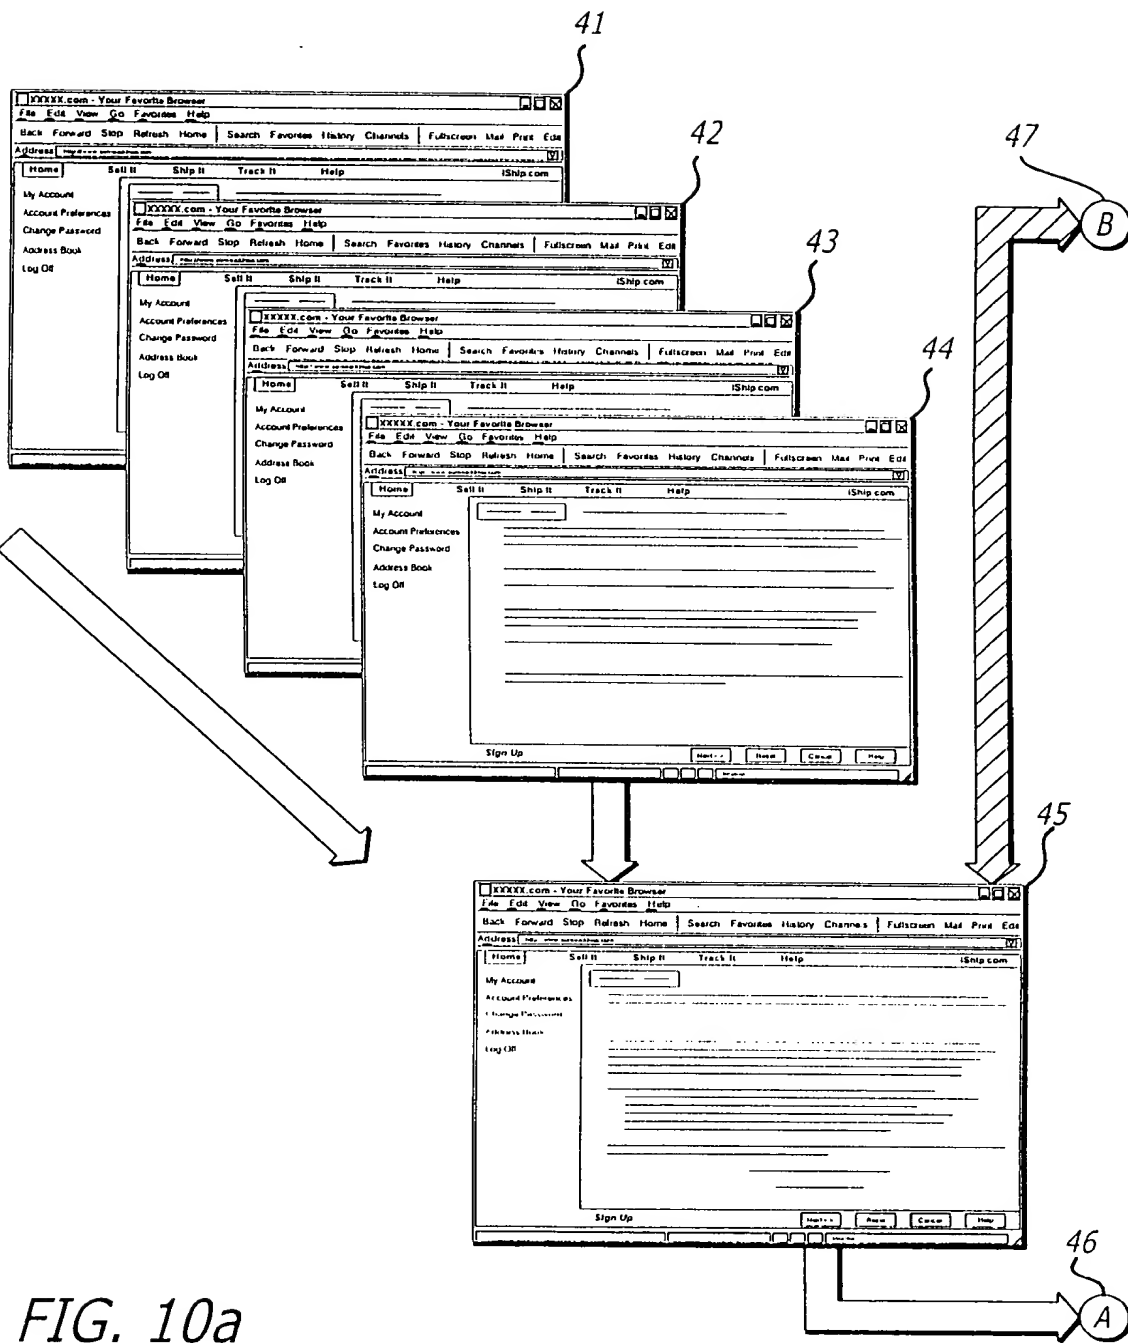 41
XXXXX.com - Your Favorite Browser
File Edit View Go Favorites Help
Back Forward Stop Refresh Home Search Favorites History Channels Fullscreen Mail Print Edit
Address
Home Sell It Ship It Track It Help iShip.com
My Account
Account Preferences
Change Password
Address Book
Log Off
42
XXXXX.com - Your Favorite Browser
File Edit View Go Favorites Help
Back Forward Stop Refresh Home Search Favorites History Channels Fullscreen Mail Print Edit
Address
Home Sell It Ship It Track It Help iShip.com
My Account
Account Preferences
Change Password
Address Book
Log Off
47
B
43
XXXXX.com - Your Favorite Browser
File Edit View Go Favorites Help
Back Forward Stop Refresh Home Search Favorites History Channels Fullscreen Mail Print Edit
Address
Home Sell It Ship It Track It Help iShip.com
My Account
Account Preferences
Change Password
Address Book
Log Off
44
XXXXX.com - Your Favorite Browser
File Edit View Go Favorites Help
Back Forward Stop Refresh Home Search Favorites History Channels Fullscreen Mail Print Edit
Address
Home Sell It Ship It Track It Help iShip.com
My Account
Account Preferences
Change Password
Address Book
Log Off
Sign Up Next > Reset Cancel Help
45
XXXXX.com - Your Favorite Browser
File Edit View Go Favorites Help
Back Forward Stop Refresh Home Search Favorites History Channels Fullscreen Mail Print Edit
Address
Home Sell It Ship It Track It Help iShip.com
My Account
Account Preferences
Change Password
Address Book
Log Off
Sign Up Next > Reset Cancel Help
46
A
FIG. 10a